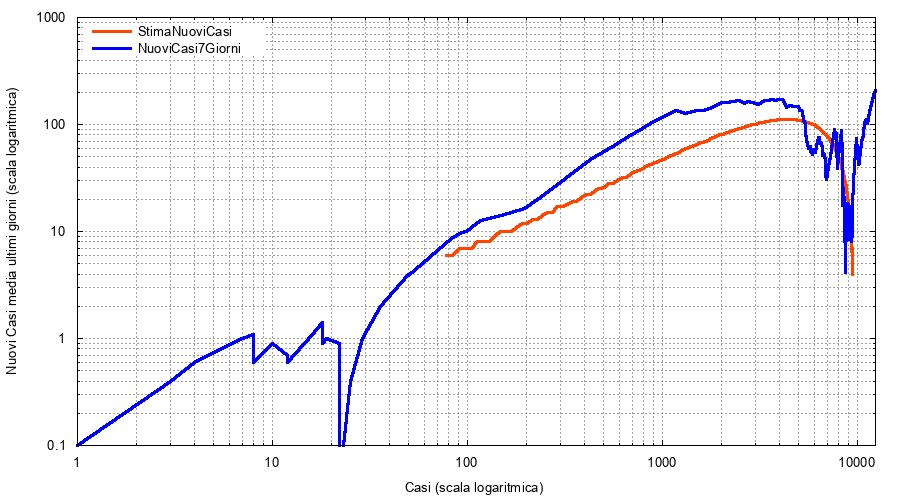 1000
100
10
1
0.1
StimaNuoviCasi
NuoviCasi7Giorni
Nuovi Casi media ultimi giorni (scala logaritmica)
1 10 100 1000 10000
Casi (scala logaritmica)